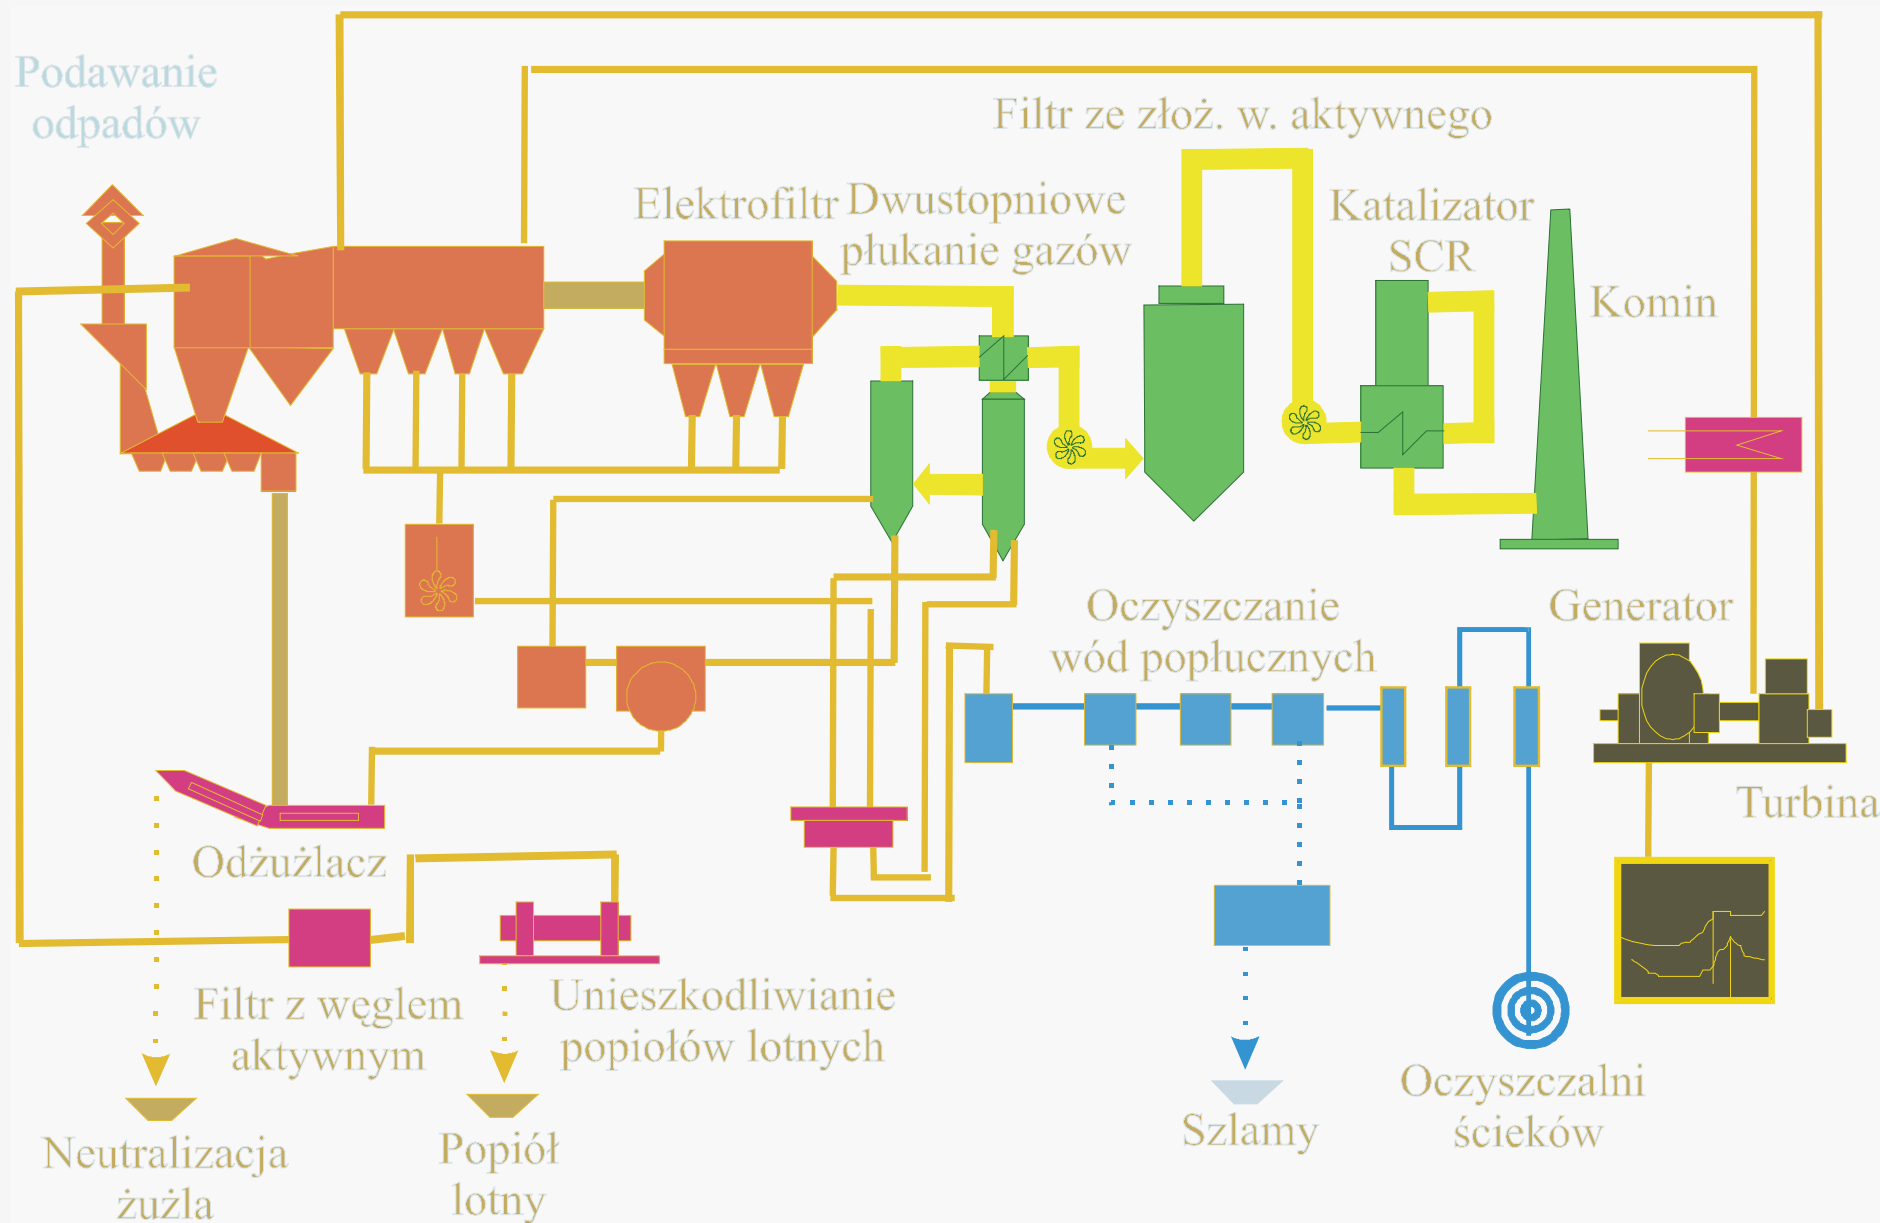 Podawanie
odpadów
Filtr ze złoż. w. aktywnego
Elektrofiltr
Dwustopniowe
płukanie gazów
Katalizator
SCR
Komin
Oczyszczanie
wód popłucznych
Generator
Turbina
Odżużlacz
Filtr z węglem
aktywnym
Unieszkodliwianie
popiołów lotnych
Oczyszczalni
ścieków
Szlamy
Neutralizacja
żużla
Popiół
lotny